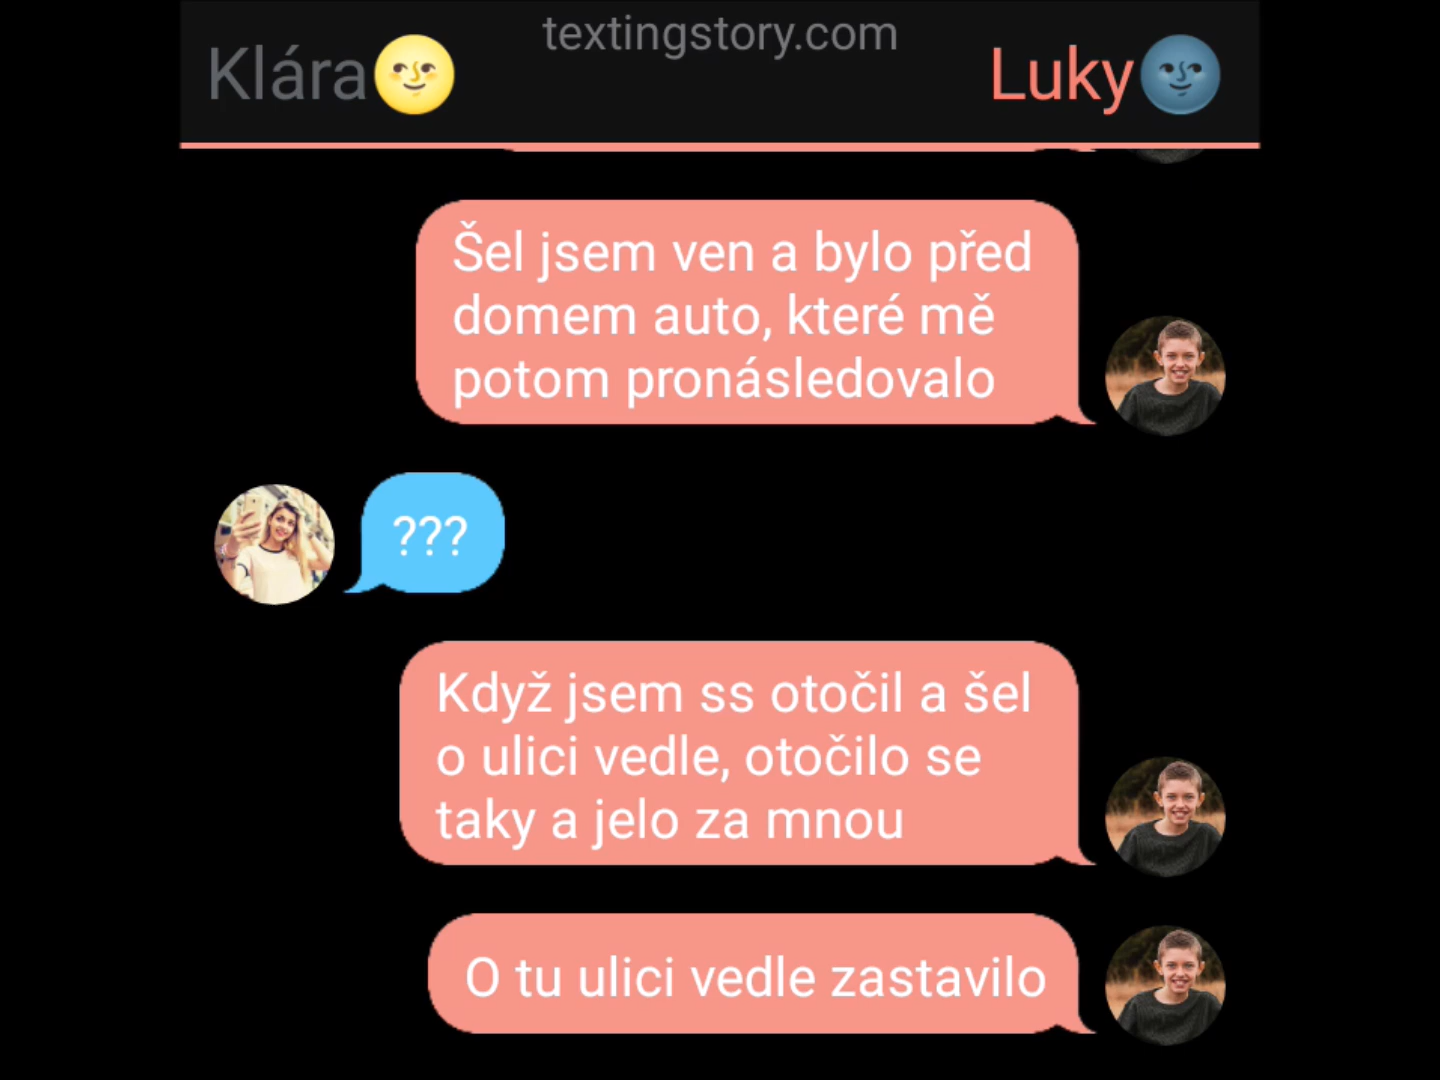 textingstory.com
Klára🌝
Luky🌚
Šel jsem ven a bylo před
domem auto, které mě
potom pronásledovalo
???
Když jsem ss otočil a šel
o ulici vedle, otočilo se
taky a jelo za mnou
O tu ulici vedle zastavilo